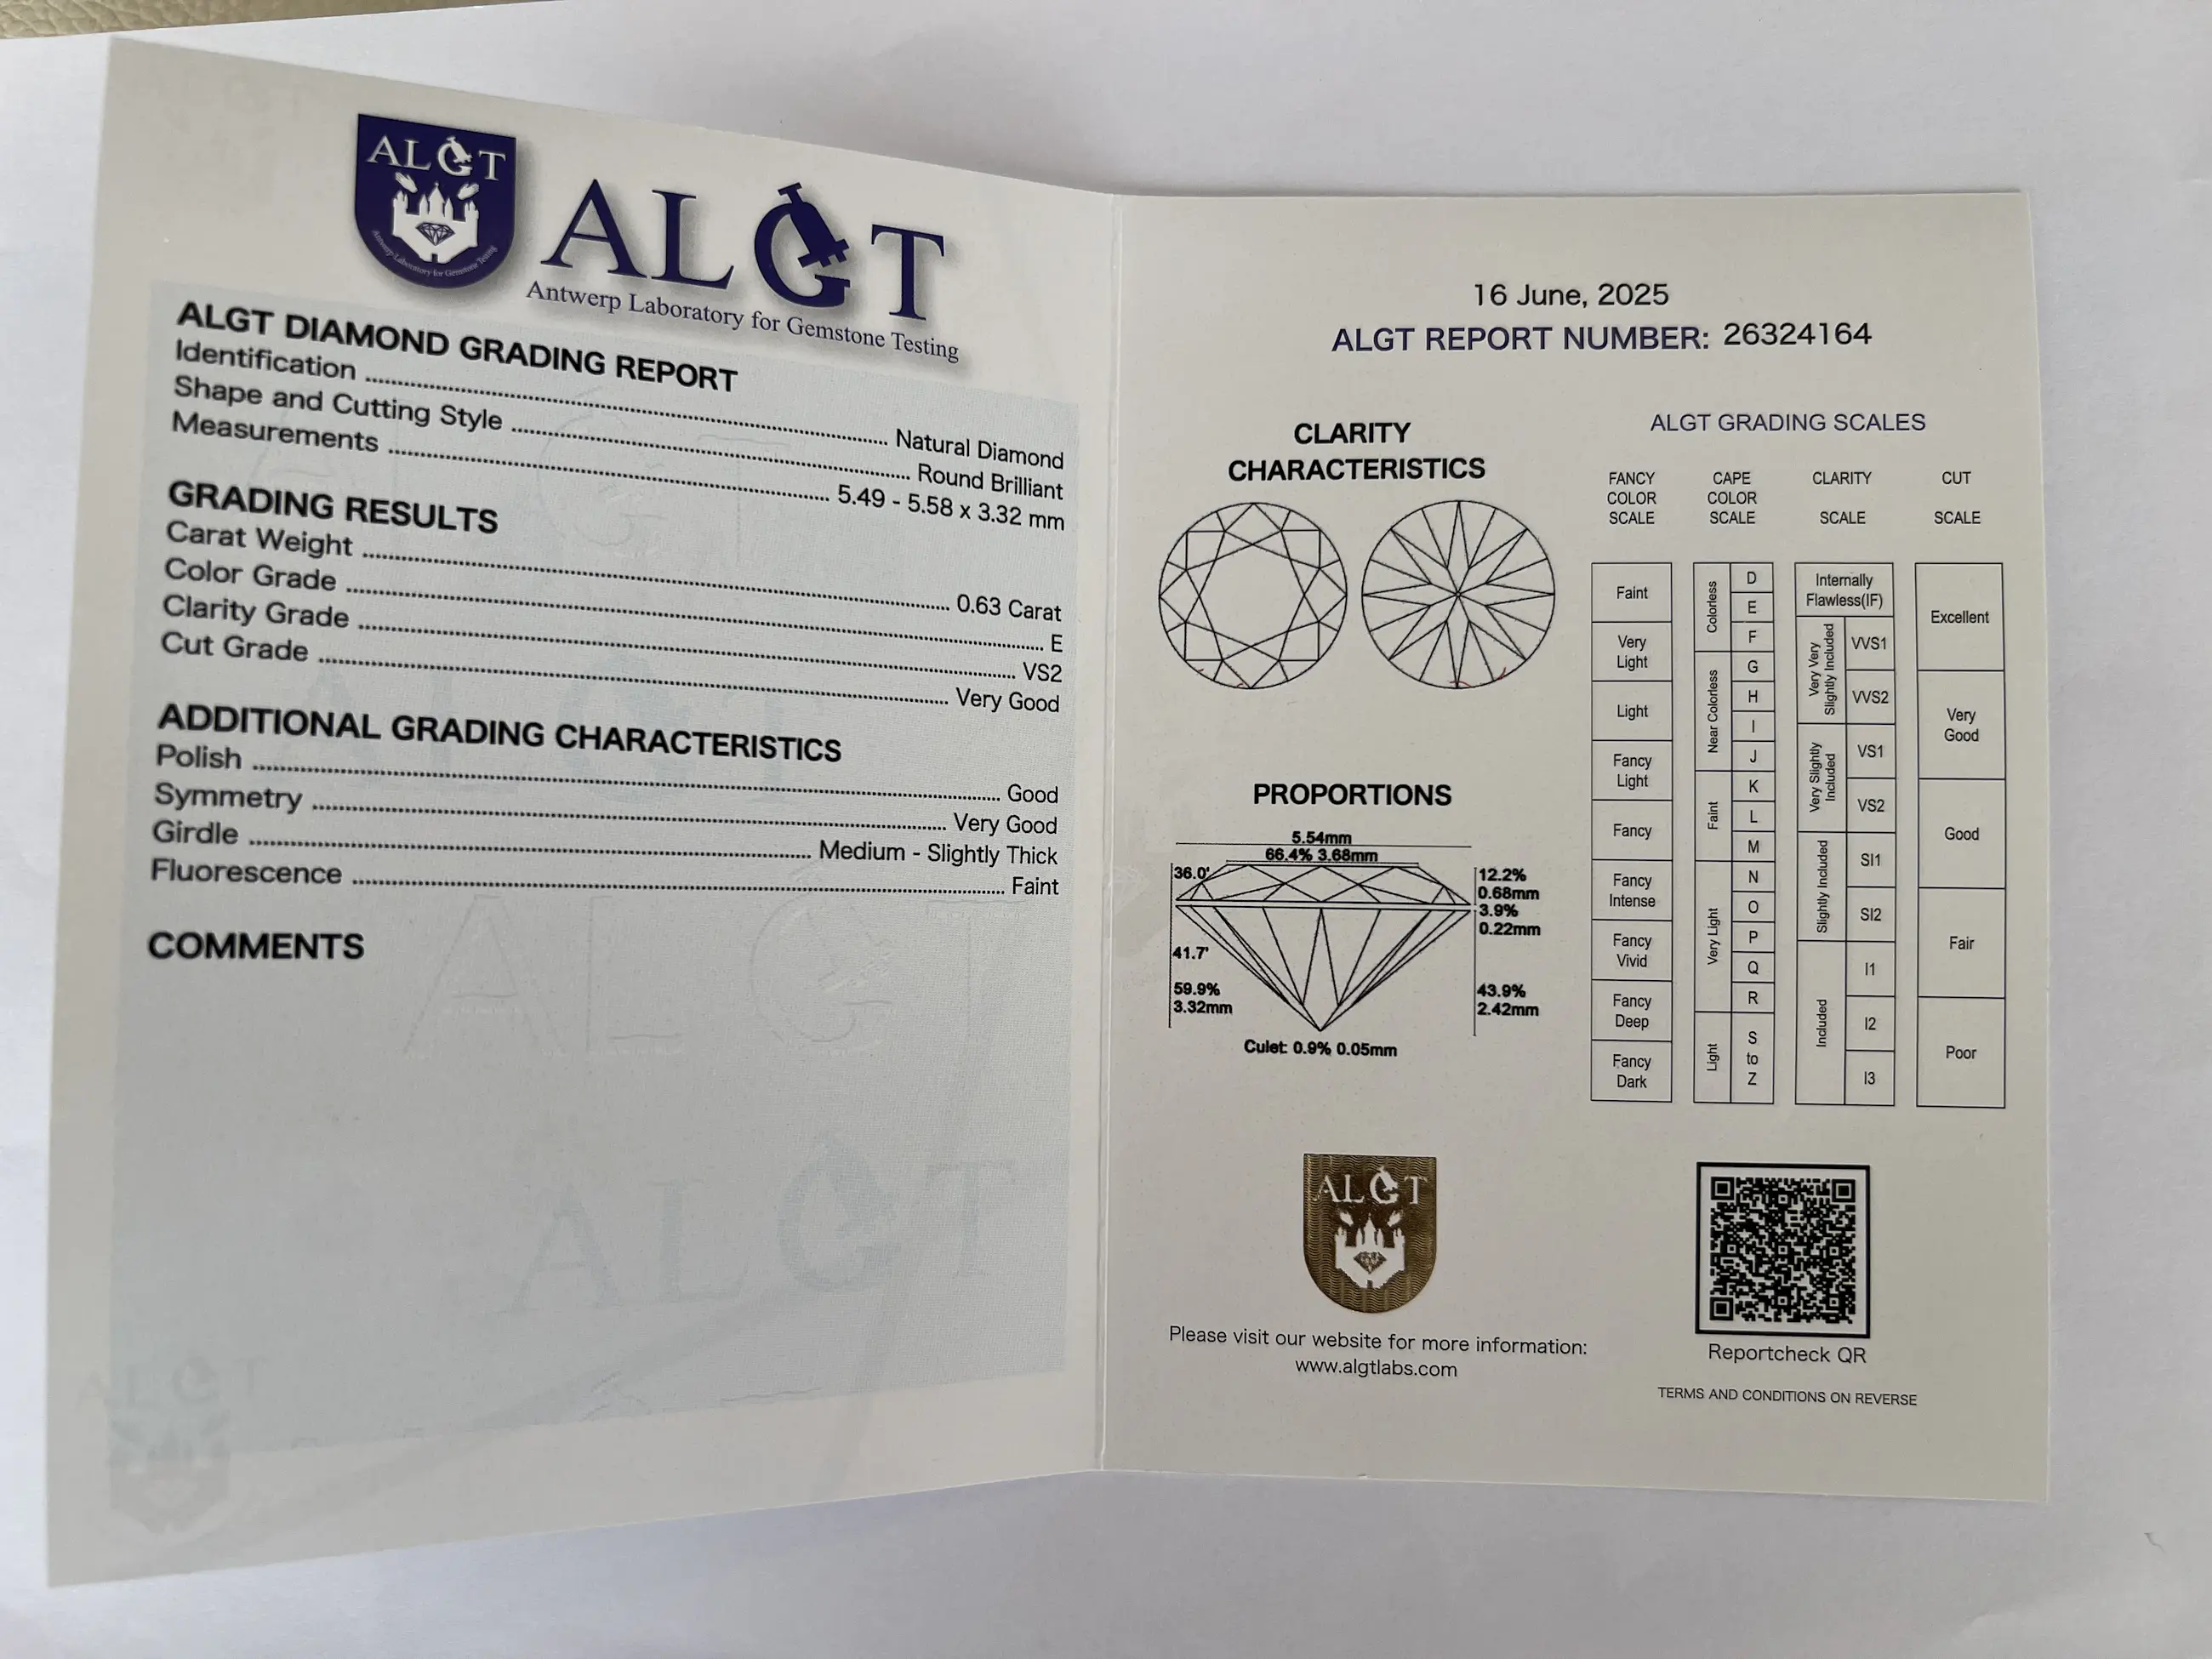 ALGT
Antwerp Laboratory for Gemstone Testing
ALGT
Antwerp Laboratory for Gemstone Testing
ALGT DIAMOND GRADING REPORT
Identification ........ Natural Diamond
Shape and Cutting Style ........ Round Brilliant
Measurements ........ 5.49 - 5.58 x 3.32 mm
GRADING RESULTS
Carat Weight ........ 0.63 Carat
Color Grade ........ E
Clarity Grade ........ VS2
Cut Grade ........ Very Good
ADDITIONAL GRADING CHARACTERISTICS
Polish ........ Good
Symmetry ........ Very Good
Girdle ........ Medium - Slightly Thick
Fluorescence ........ Faint
COMMENTS
ALGT
ALGT
ALGT
16 June, 2025
ALGT REPORT NUMBER: 26324164
CLARITY
CHARACTERISTICS
PROPORTIONS
5.54mm
66.4% 3.68mm
36.0'
12.2%
0.68mm
3.9%
0.22mm
41.7'
59.9%
3.32mm
43.9%
2.42mm
Culet: 0.9% 0.05mm
ALGT GRADING SCALES
FANCY
COLOR
SCALE
Faint
Very
Light
Light
Fancy
Light
Fancy
Fancy
Intense
Fancy
Vivid
Fancy
Deep
Fancy
Dark
CAPE
COLOR
SCALE
Colorless
D
E
F
Near Colorless
G
H
I
J
Faint
K
L
M
Very Light
N
O
P
Q
R
Light
S
to
Z
CLARITY
SCALE
Internally
Flawless(IF)
Very Very
Slightly Included
VVS1
VVS2
Very Slightly
Included
VS1
VS2
Slightly Included
SI1
SI2
Included
I1
I2
I3
CUT
SCALE
Excellent
Very
Good
Good
Fair
Poor
ALGT
Please visit our website for more information:
www.algtlabs.com
Reportcheck QR
TERMS AND CONDITIONS ON REVERSE